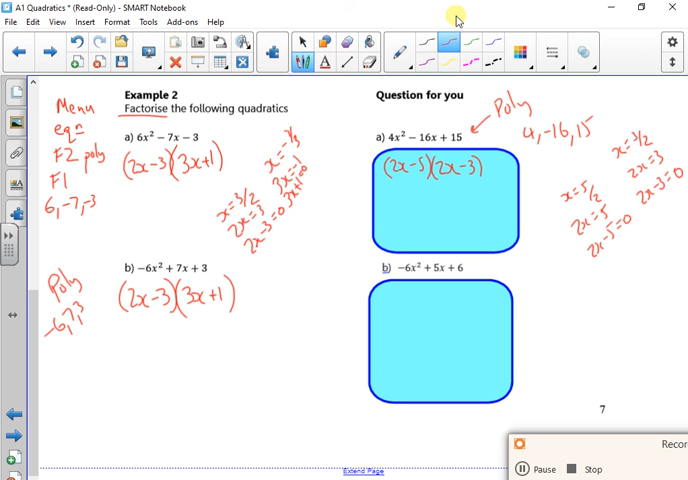 A1 Quadratics * (Read-Only) - SMART Notebook
File Edit View Insert Format Tools Add-ons Help
Example 2
Factorise the following quadratics
Menu
eqn
F2 poly
F1
6, -7, -3
a) 6x² − 7x − 3
(2x-3)(3x+1)
x=-1/3
3x=-1
3x+1=0
x=3/2
2x=3
2x-3=0
b) −6x² + 7x + 3
(2x-3)(3x+1)
Poly
-6,7,3
Question for you
Poly
4,-16,15
a) 4x² − 16x + 15
(2x-5)(2x-3)
x=5/2
2x=5
2x-5=0
x=3/2
2x=3
2x-3=0
b) −6x² + 5x + 6
7
Extend Page
Recor
Pause Stop